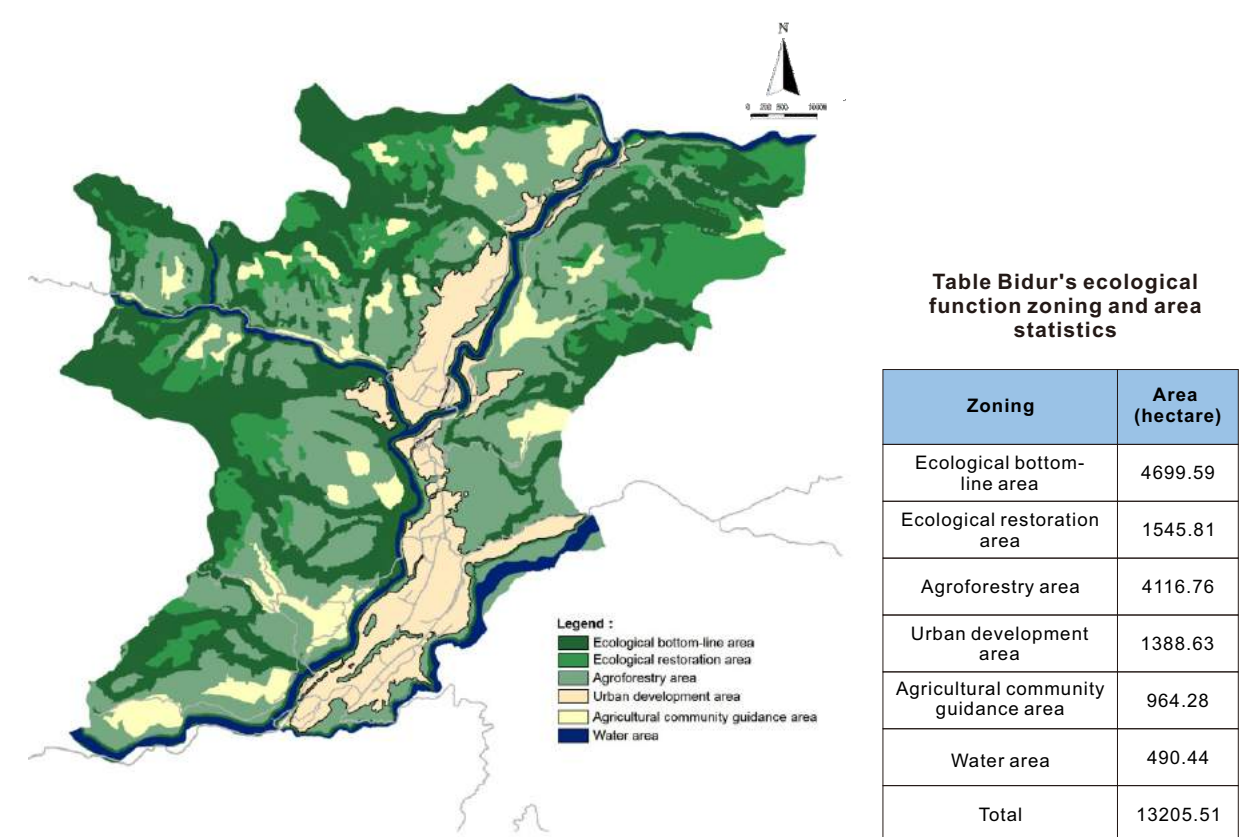 N
0 250 500 1000M
Legend :
Ecological bottom-line area
Ecological restoration area
Agroforestry area
Urban development area
Agricultural community guidance area
Water area
Table Bidur's ecological
function zoning and area
statistics
Zoning
Area
(hectare)
Ecological bottom-
line area
4699.59
Ecological restoration
area
1545.81
Agroforestry area
4116.76
Urban development
area
1388.63
Agricultural community
guidance area
964.28
Water area
490.44
Total
13205.51